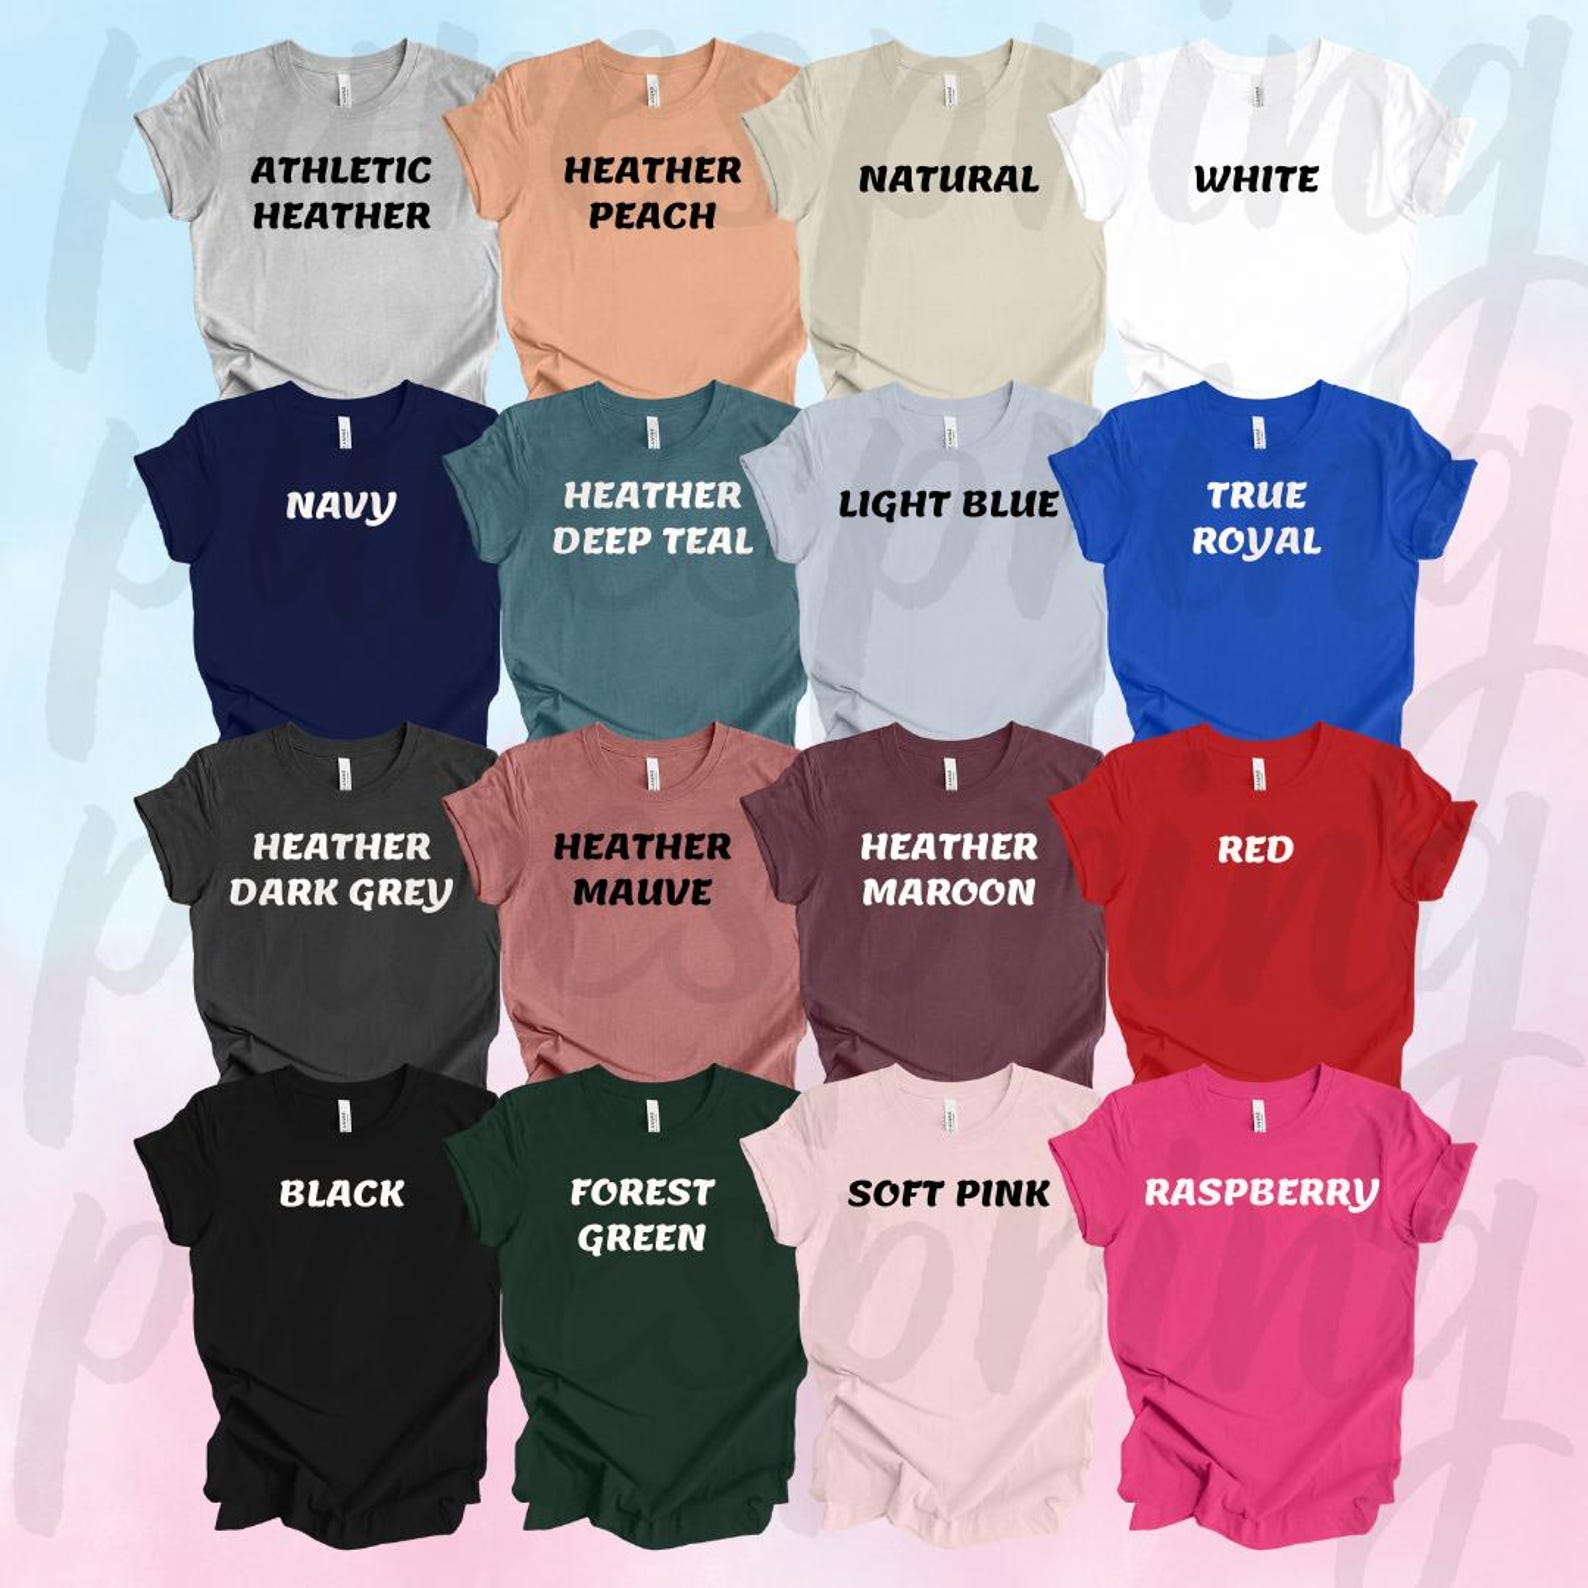 ATHLETIC
HEATHER
HEATHER
PEACH
NATURAL
WHITE
NAVY
HEATHER
DEEP TEAL
LIGHT BLUE
TRUE
ROYAL
HEATHER
DARK GREY
HEATHER
MAUVE
HEATHER
MAROON
RED
BLACK
FOREST
GREEN
SOFT PINK
RASPBERRY